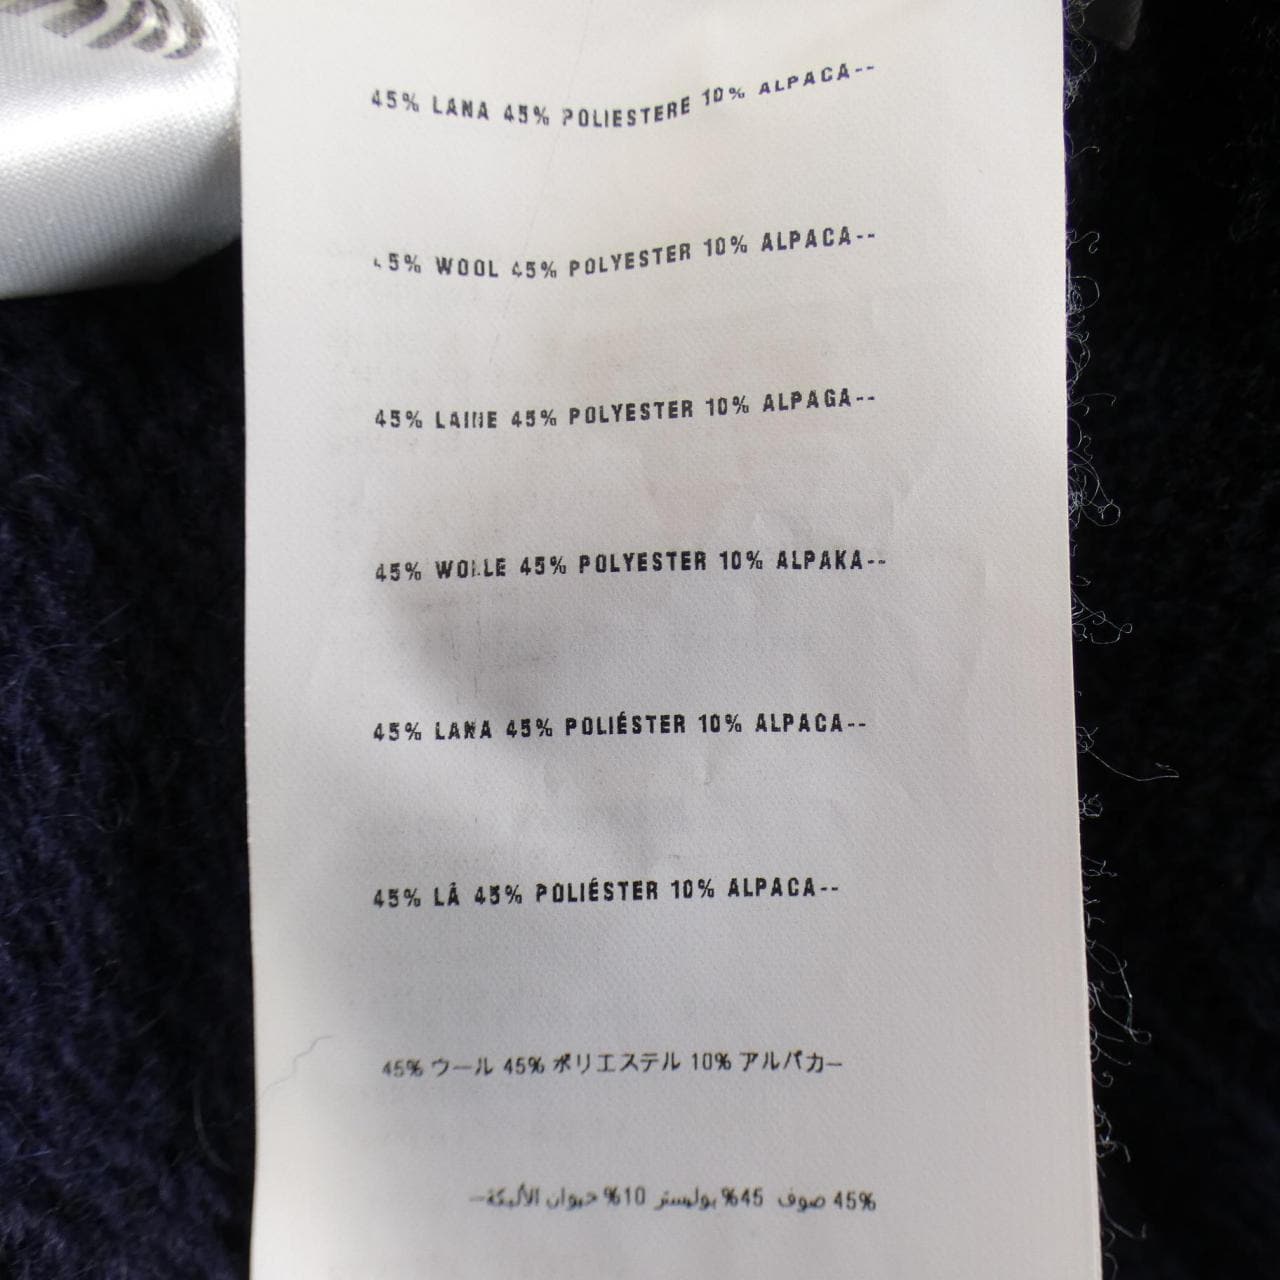 45% LANA 45% POLIESTERE 10% ALPACA--
45% WOOL 45% POLYESTER 10% ALPACA--
45% LAINE 45% POLYESTER 10% ALPAGA--
45% WOLLE 45% POLYESTER 10% ALPAKA--
45% LANA 45% POLIÉSTER 10% ALPACA--
45% LÃ 45% POLIÉSTER 10% ALPACA--
45% ウール 45% ポリエステル 10% アルパカ--
45% صوف 45% بوليستر 10% حيوان الألبكة--